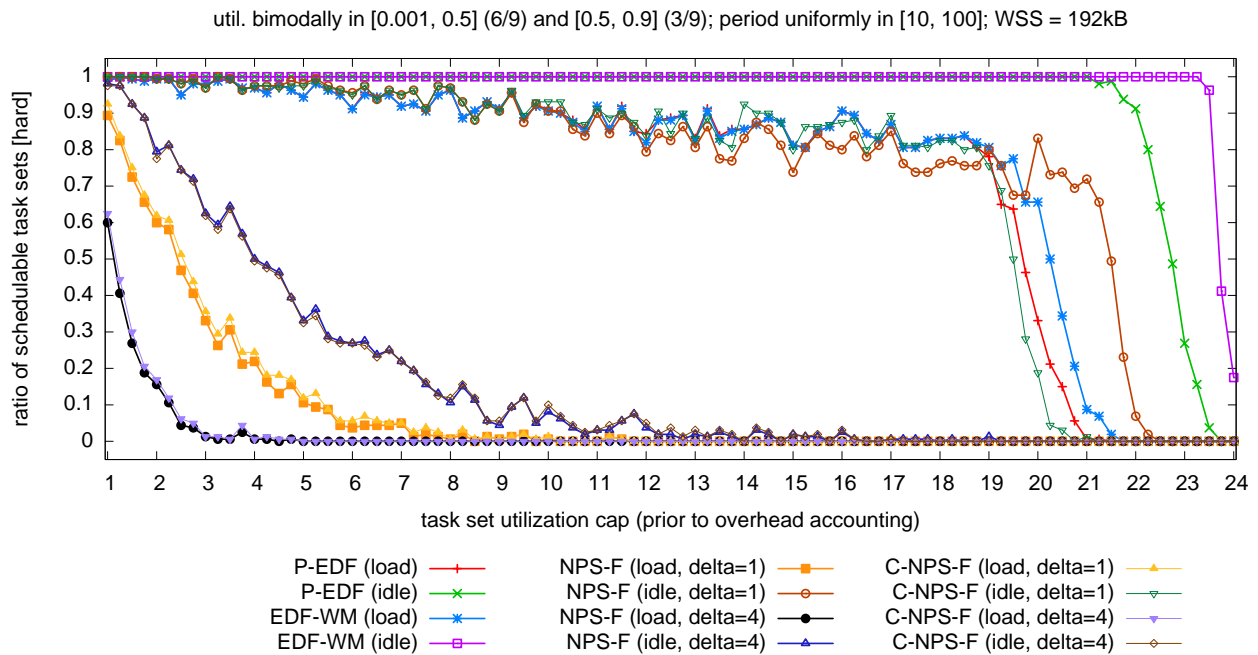 util. bimodally in [0.001, 0.5] (6/9) and [0.5, 0.9] (3/9); period uniformly in [10, 100]; WSS = 192kB
ratio of schedulable task sets [hard]
1
0.9
0.8
0.7
0.6
0.5
0.4
0.3
0.2
0.1
0
1 2 3 4 5 6 7 8 9 10 11 12 13 14 15 16 17 18 19 20 21 22 23 24
task set utilization cap (prior to overhead accounting)
P-EDF (load) NPS-F (load, delta=1) C-NPS-F (load, delta=1)
P-EDF (idle) NPS-F (idle, delta=1) C-NPS-F (idle, delta=1)
EDF-WM (load) NPS-F (load, delta=4) C-NPS-F (load, delta=4)
EDF-WM (idle) NPS-F (idle, delta=4) C-NPS-F (idle, delta=4)